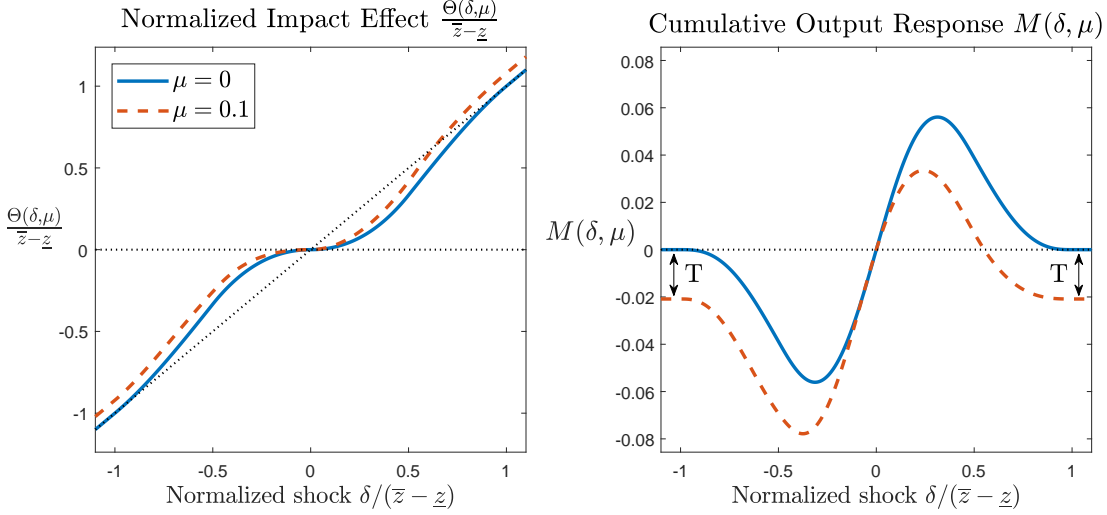 Normalized Impact Effect Θ(δ,μ)/(z̅−z̲)
μ = 0
μ = 0.1
1
0.5
0
-0.5
-1
Θ(δ,μ)/(z̅−z̲)
-1 -0.5 0 0.5 1
Normalized shock δ/(z̅ − z̲)
Cumulative Output Response M(δ, μ)
0.08
0.06
0.04
0.02
0
-0.02
-0.04
-0.06
-0.08
M(δ, μ)
T
T
-1 -0.5 0 0.5 1
Normalized shock δ/(z̅ − z̲)